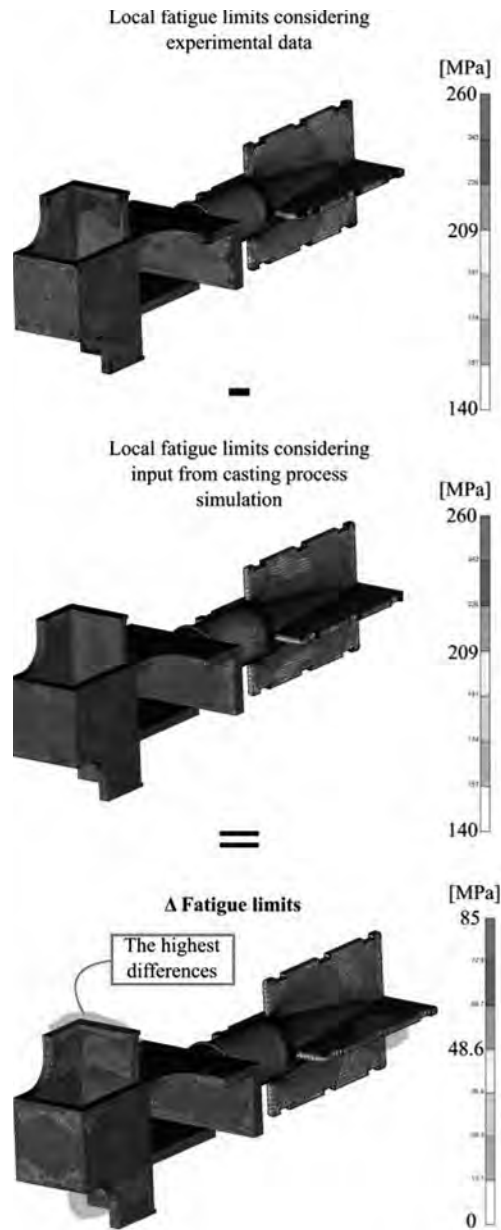 Local fatigue limits considering
experimental data
[MPa]
260
209
140
Local fatigue limits considering
input from casting process
simulation
[MPa]
260
209
140
Δ Fatigue limits
[MPa]
The highest
differences
85
48.6
0